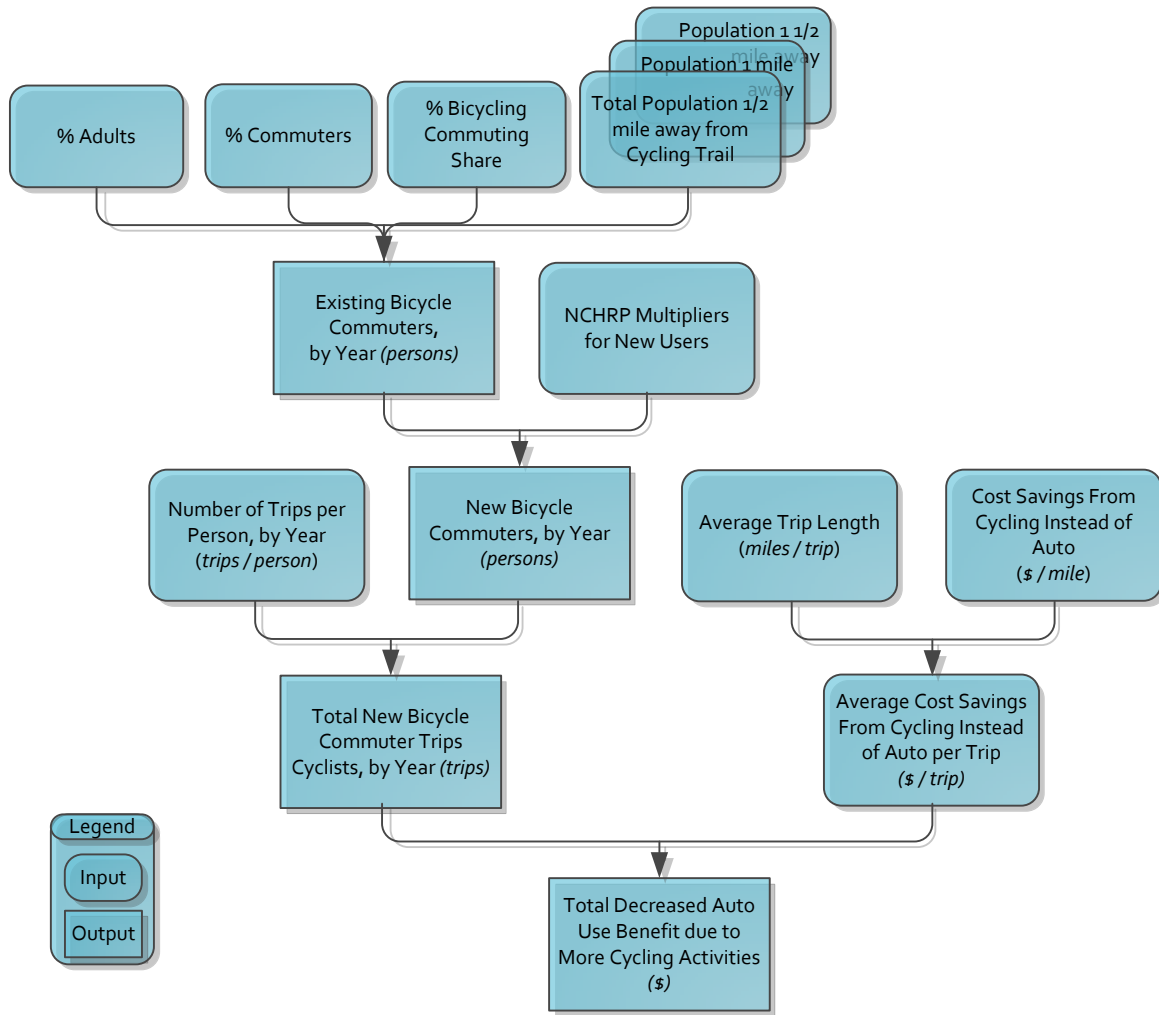 Population 1 1/2
mile away
Population 1 mile
away
% Adults
% Commuters
% Bicycling
Commuting
Share
Total Population 1/2
mile away from
Cycling Trail
Existing Bicycle
Commuters,
by Year (persons)
NCHRP Multipliers
for New Users
Number of Trips per
Person, by Year
(trips / person)
New Bicycle
Commuters, by Year
(persons)
Average Trip Length
(miles / trip)
Cost Savings From
Cycling Instead of
Auto
($ / mile)
Total New Bicycle
Commuter Trips
Cyclists, by Year (trips)
Average Cost Savings
From Cycling Instead
of Auto per Trip
($ / trip)
Legend
Input
Output
Total Decreased Auto
Use Benefit due to
More Cycling Activities
($)